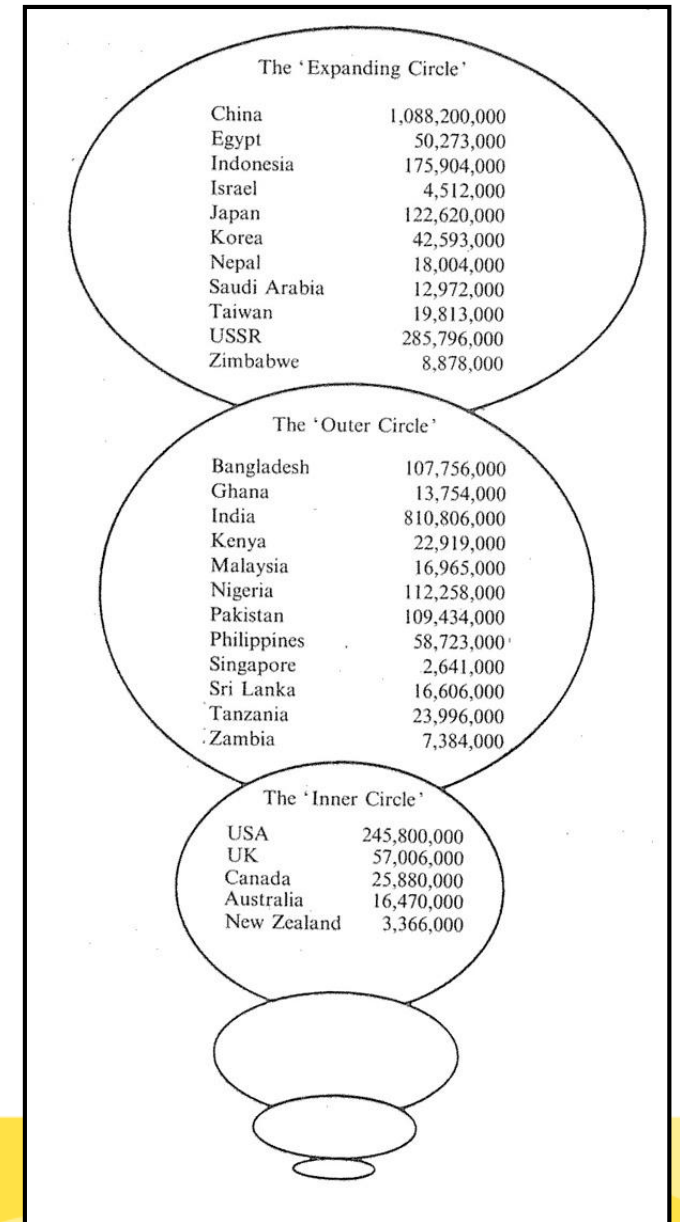 The 'Expanding Circle'
China 1,088,200,000
Egypt 50,273,000
Indonesia 175,904,000
Israel 4,512,000
Japan 122,620,000
Korea 42,593,000
Nepal 18,004,000
Saudi Arabia 12,972,000
Taiwan 19,813,000
USSR 285,796,000
Zimbabwe 8,878,000
The 'Outer Circle'
Bangladesh 107,756,000
Ghana 13,754,000
India 810,806,000
Kenya 22,919,000
Malaysia 16,965,000
Nigeria 112,258,000
Pakistan 109,434,000
Philippines 58,723,000
Singapore 2,641,000
Sri Lanka 16,606,000
Tanzania 23,996,000
Zambia 7,384,000
The 'Inner Circle'
USA 245,800,000
UK 57,006,000
Canada 25,880,000
Australia 16,470,000
New Zealand 3,366,000